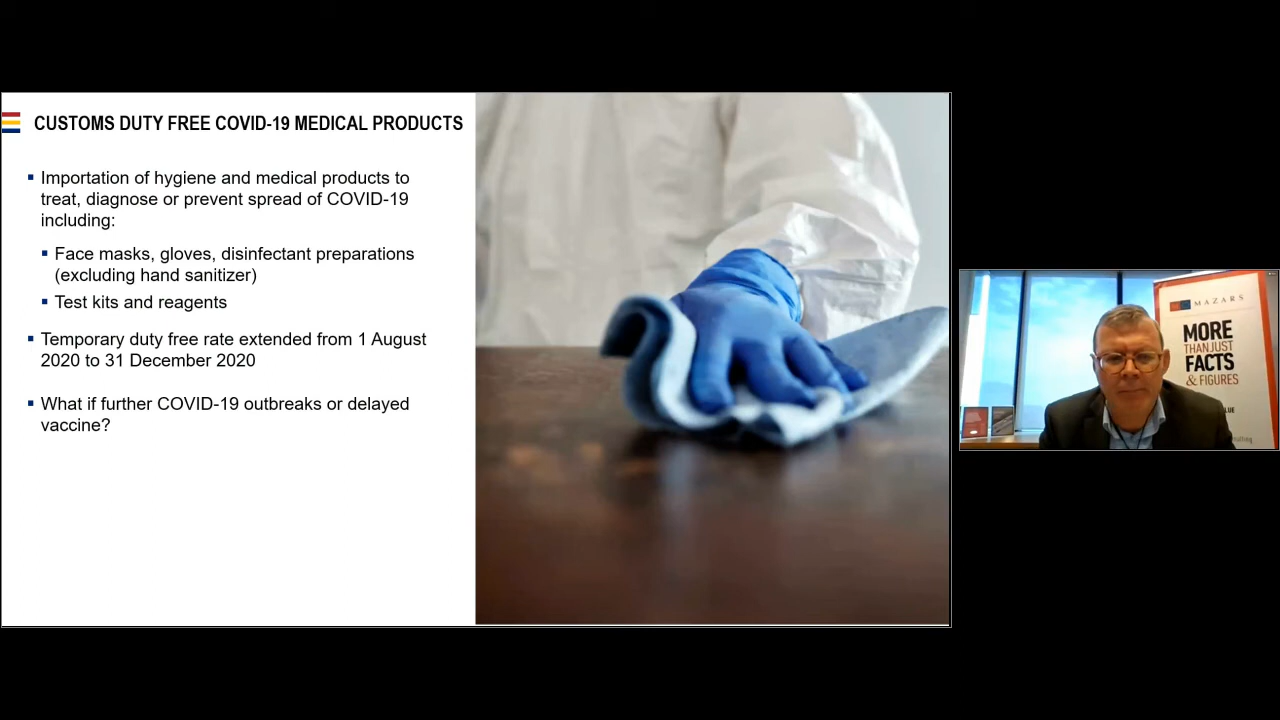 CUSTOMS DUTY FREE COVID-19 MEDICAL PRODUCTS
Importation of hygiene and medical products to
treat, diagnose or prevent spread of COVID-19
including:
Face masks, gloves, disinfectant preparations
(excluding hand sanitizer)
Test kits and reagents
Temporary duty free rate extended from 1 August
2020 to 31 December 2020
What if further COVID-19 outbreaks or delayed
vaccine?
MAZARS
MORE
THAN JUST
FACTS
& FIGURES